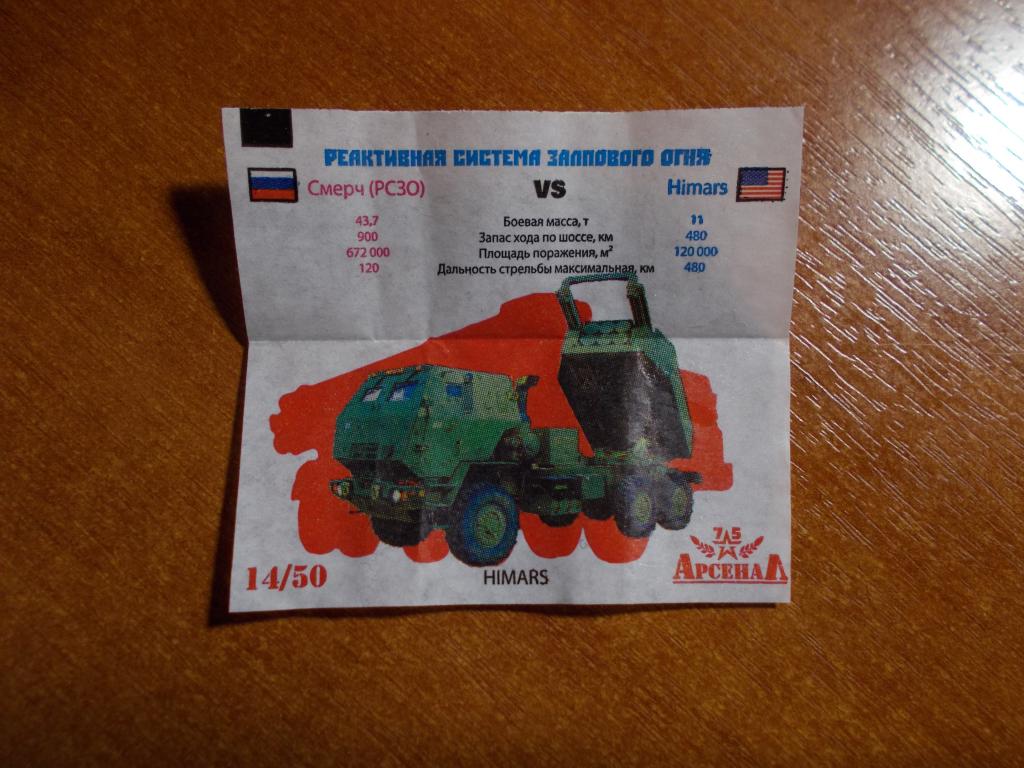 РЕАКТИВНАЯ СИСТЕМА ЗАЛПОВОГО ОГНЯ
Смерч (РСЗО) VS Himars
43,7 Боевая масса, т 11
900 Запас хода по шоссе, км 480
672 000 Площадь поражения, м² 120 000
120 Дальность стрельбы максимальная, км 480
75
14/50 HIMARS АРСЕНАЛ